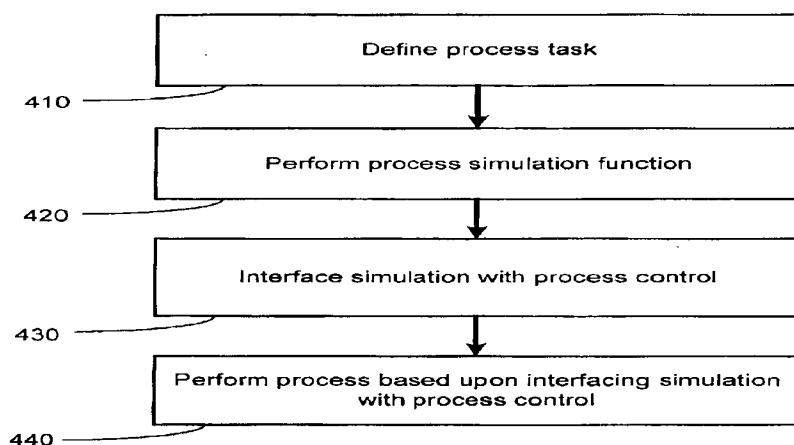 Define process task
410
Perform process simulation function
420
Interface simulation with process control
430
Perform process based upon interfacing simulation
with process control
440